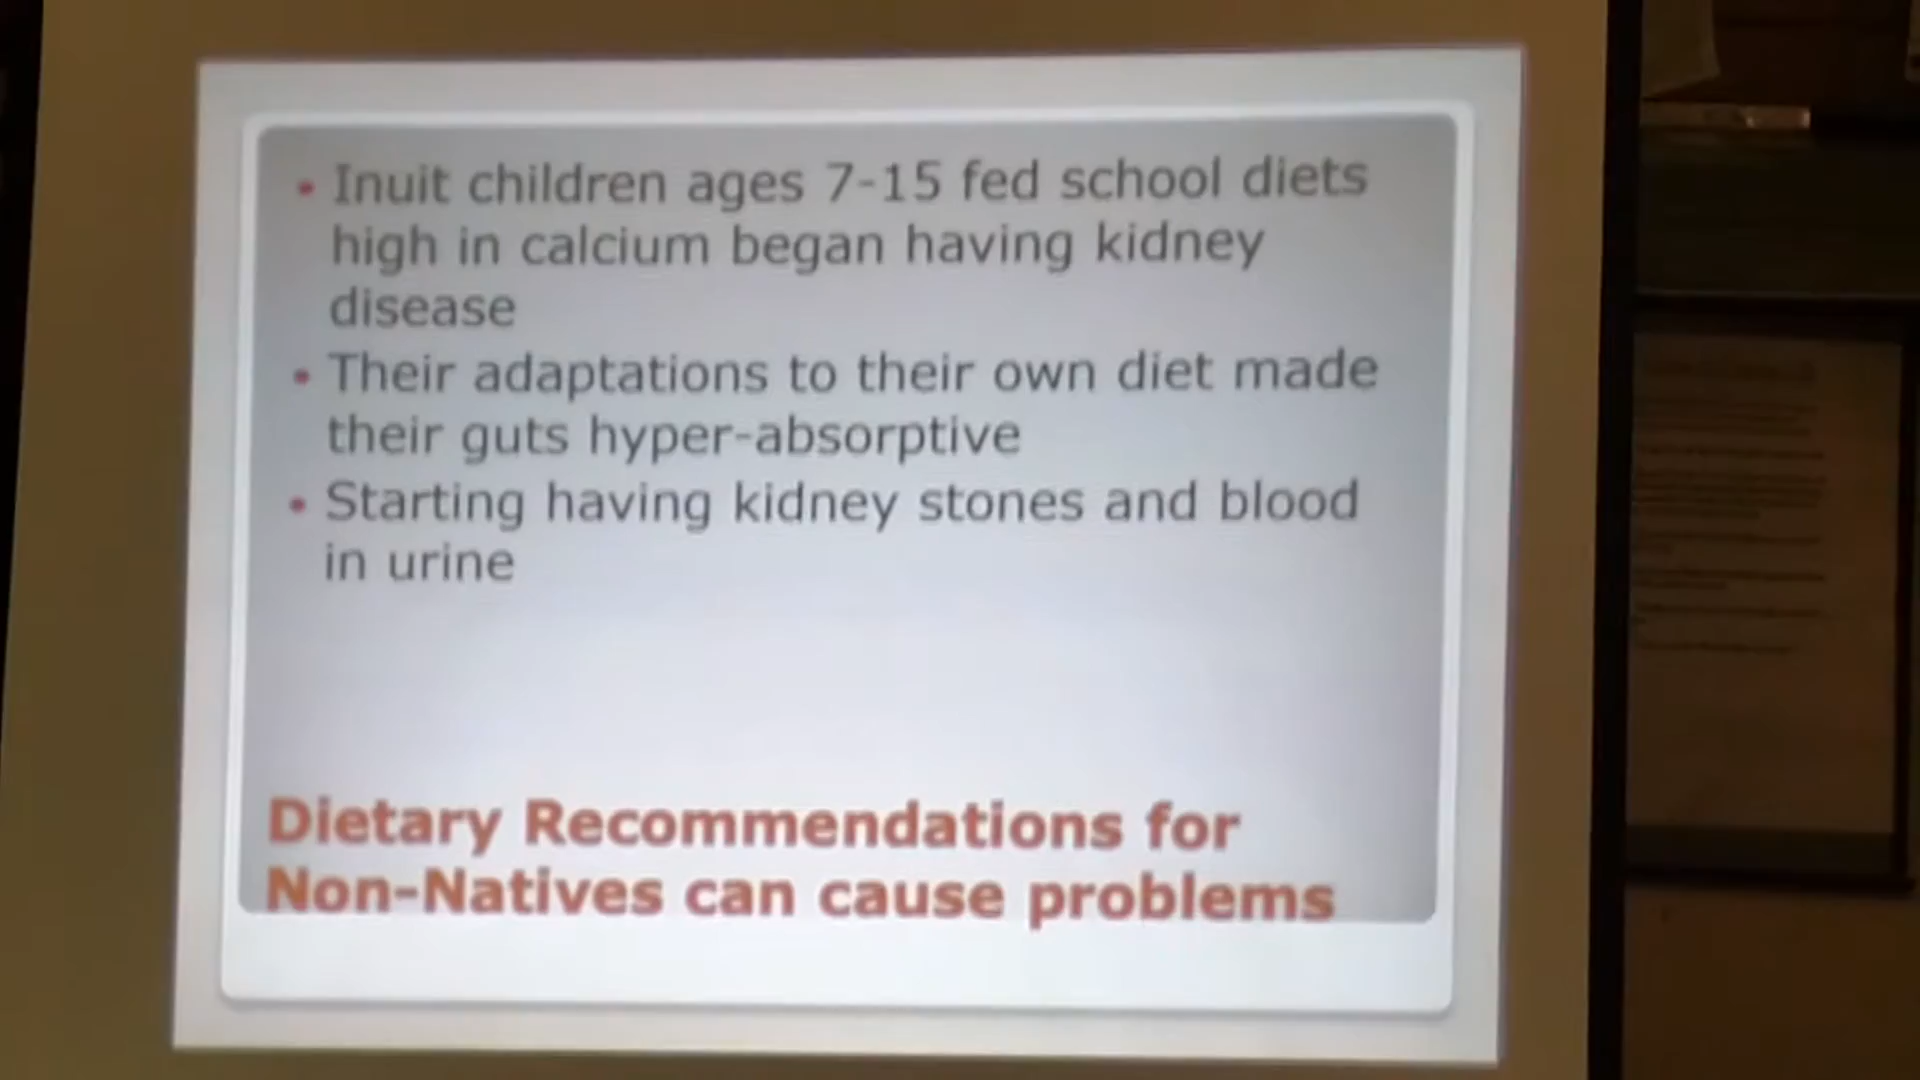 • Inuit children ages 7-15 fed school diets
high in calcium began having kidney
disease
• Their adaptations to their own diet made
their guts hyper-absorptive
• Starting having kidney stones and blood
in urine
Dietary Recommendations for
Non-Natives can cause problems